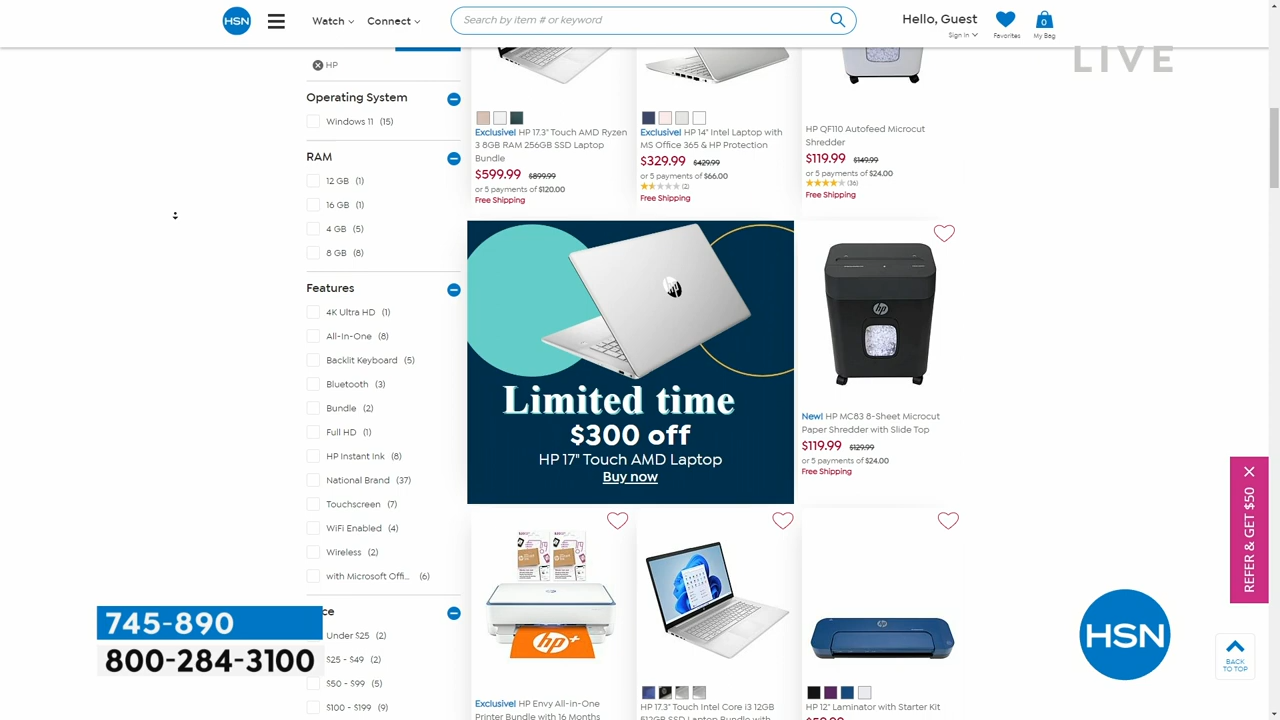 HSN
Watch
Connect
Search by item # or keyword
Hello, Guest
Sign In
Favorites
0
My Bag
LIVE
HP
Operating System
Windows 11 (15)
RAM
12 GB (1)
16 GB (1)
4 GB (5)
8 GB (8)
Features
4K Ultra HD (1)
All-In-One (8)
Backlit Keyboard (5)
Bluetooth (3)
Bundle (2)
Full HD (1)
HP Instant Ink (8)
National Brand (37)
Touchscreen (7)
WiFi Enabled (4)
Wireless (2)
with Microsoft Offi... (6)
ce
Under $25 (2)
$25 - $49 (2)
$50 - $99 (5)
$100 - $199 (9)
Exclusive! HP 17.3" Touch AMD Ryzen
3 8GB RAM 256GB SSD Laptop
Bundle
$599.99 $899.99
or 5 payments of $120.00
Free Shipping
Exclusive! HP 14" Intel Laptop with
MS Office 365 & HP Protection
$329.99 $429.99
or 5 payments of $66.00
(2)
Free Shipping
HP QF110 Autofeed Microcut
Shredder
$119.99 $149.99
or 5 payments of $24.00
(36)
Free Shipping
hp
Limited time
$300 off
HP 17" Touch AMD Laptop
Buy now
hp
New! HP MC83 8-Sheet Microcut
Paper Shredder with Slide Top
$119.99 $129.99
or 5 payments of $24.00
Free Shipping
hp+
Exclusive! HP Envy All-in-One
Printer Bundle with 16 Months
HP 17.3" Touch Intel Core i3 12GB
512GB SSD Laptop Bundle with
hp
HP 12" Laminator with Starter Kit
REFER & GET $50
745-890
800-284-3100
HSN
BACK
TO TOP